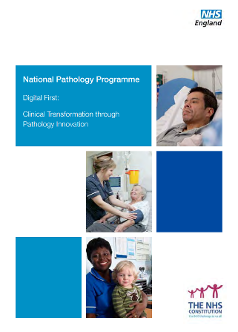 NHS
England
National Pathology Programme
Digital First:
Clinical Transformation through
Pathology Innovation
THE NHS
CONSTITUTION